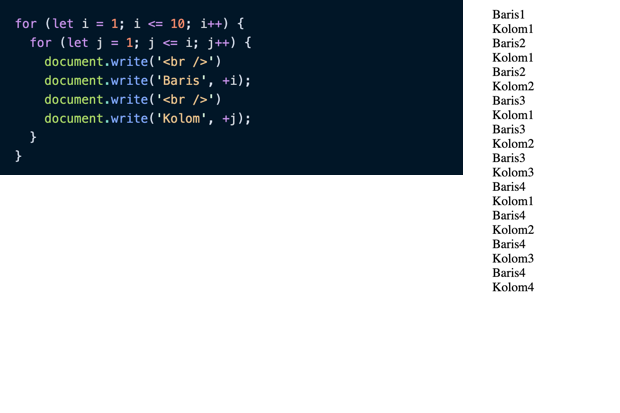 for (let i = 1; i <= 10; i++) {
  for (let j = 1; j <= i; j++) {
    document.write('<br />')
    document.write('Baris', +i);
    document.write('<br />')
    document.write('Kolom', +j);
  }
}
Baris1
Kolom1
Baris2
Kolom1
Baris2
Kolom2
Baris3
Kolom1
Baris3
Kolom2
Baris3
Kolom3
Baris4
Kolom1
Baris4
Kolom2
Baris4
Kolom3
Baris4
Kolom4